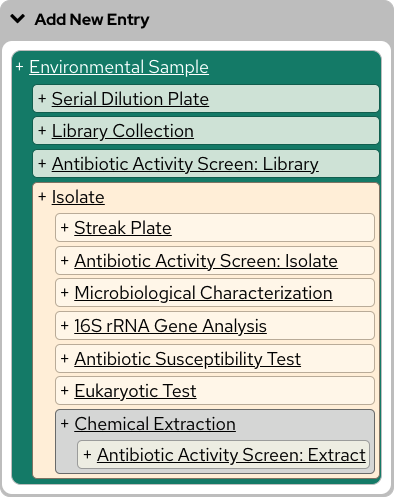 Add New Entry
+ Environmental Sample
+ Serial Dilution Plate
+ Library Collection
+ Antibiotic Activity Screen: Library
+ Isolate
+ Streak Plate
+ Antibiotic Activity Screen: Isolate
+ Microbiological Characterization
+ 16S rRNA Gene Analysis
+ Antibiotic Susceptibility Test
+ Eukaryotic Test
+ Chemical Extraction
+ Antibiotic Activity Screen: Extract